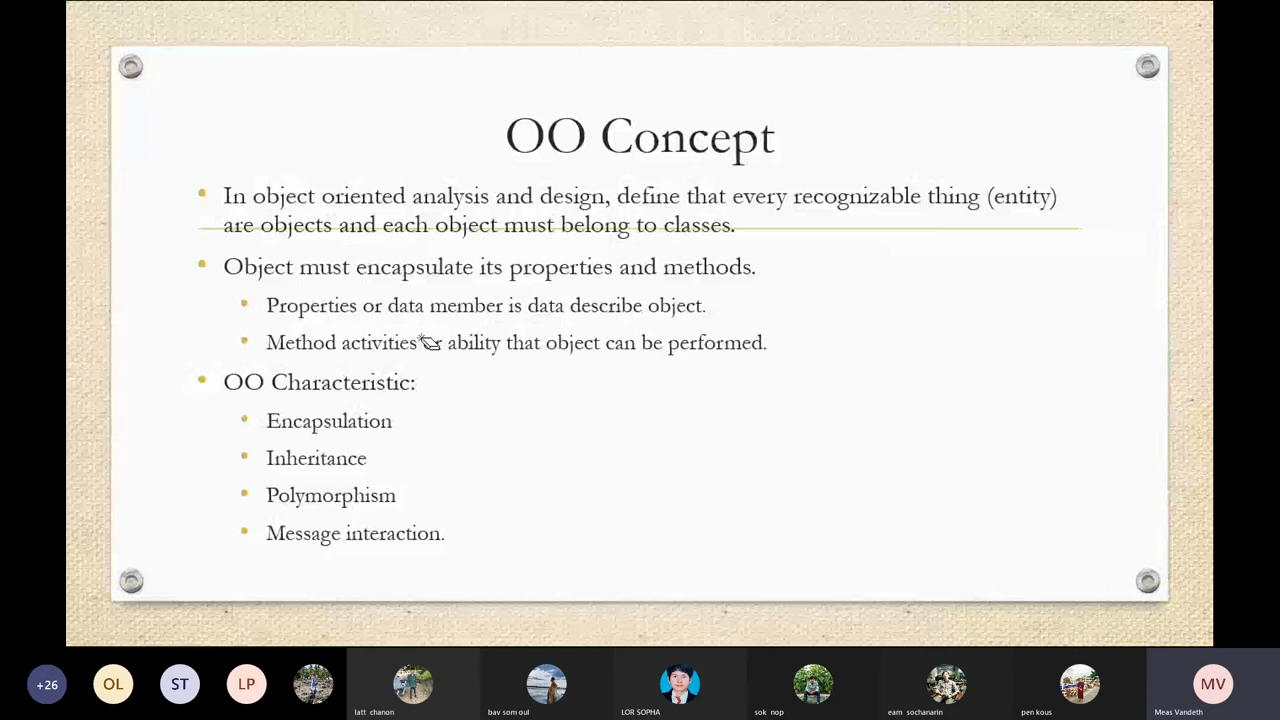 OO Concept
In object oriented analysis and design, define that every recognizable thing (entity)
are objects and each object must belong to classes.
Object must encapsulate its properties and methods.
Properties or data member is data describe object.
Method activities ability that object can be performed.
OO Characteristic:
Encapsulation
Inheritance
Polymorphism
Message interaction.
+26
OL
ST
LP
latt chanon
bav som oul
LOR SOPHA
sok nop
eam sochanarin
pen kous
MV
Meas Vandeth